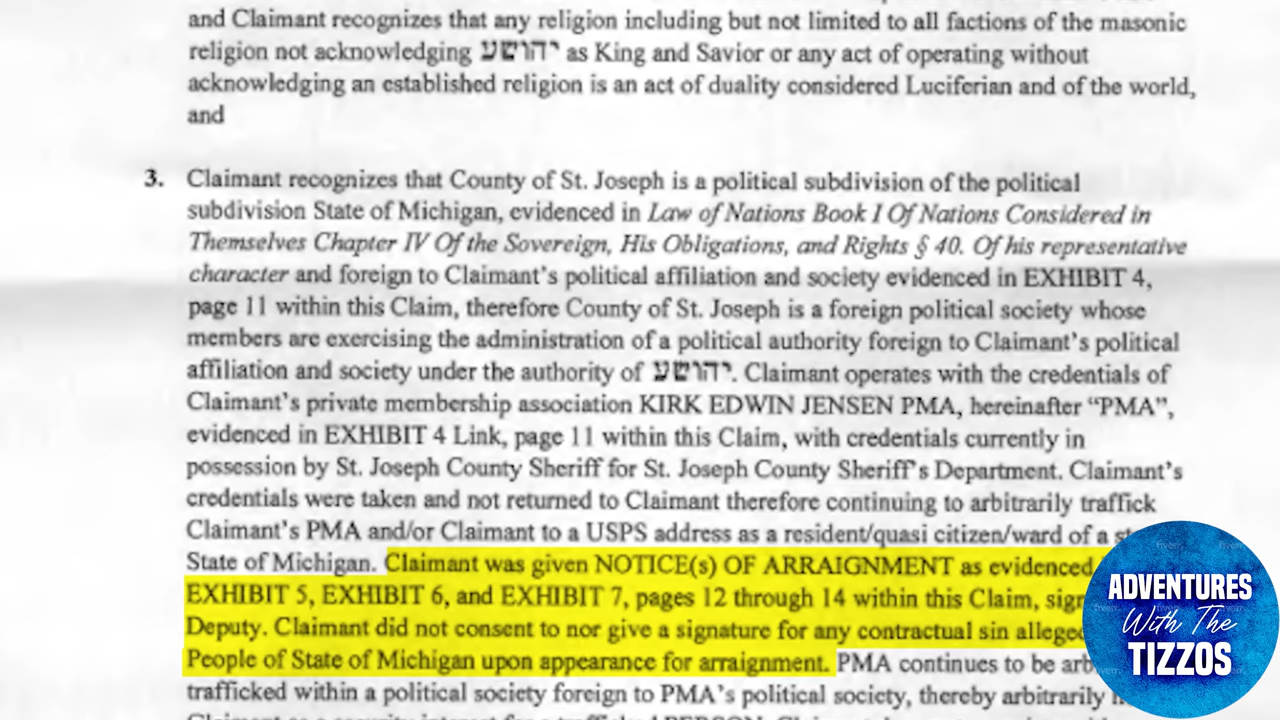 and Claimant recognizes that any religion including but not limited to all factions of the masonic
religion not acknowledging יהושע as King and Savior or any act of operating without
acknowledging an established religion is an act of duality considered Luciferian and of the world,
and
3. Claimant recognizes that County of St. Joseph is a political subdivision of the political
subdivision State of Michigan, evidenced in Law of Nations Book I Of Nations Considered in
Themselves Chapter IV Of the Sovereign, His Obligations, and Rights § 40. Of his representative
character and foreign to Claimant's political affiliation and society evidenced in EXHIBIT 4,
page 11 within this Claim, therefore County of St. Joseph is a foreign political society whose
members are exercising the administration of a political authority foreign to Claimant's political
affiliation and society under the authority of יהושע. Claimant operates with the credentials of
Claimant's private membership association KIRK EDWIN JENSEN PMA, hereinafter “PMA”,
evidenced in EXHIBIT 4 Link, page 11 within this Claim, with credentials currently in
possession by St. Joseph County Sheriff for St. Joseph County Sheriff's Department. Claimant's
credentials were taken and not returned to Claimant therefore continuing to arbitrarily traffick
Claimant's PMA and/or Claimant to a USPS address as a resident/quasi citizen/ward of a
State of Michigan. Claimant was given NOTICE(s) OF ARRAIGNMENT as evidenced
EXHIBIT 5, EXHIBIT 6, and EXHIBIT 7, pages 12 through 14 within this Claim,
Deputy. Claimant did not consent to nor give a signature for any contractual sin
People of State of Michigan upon appearance for arraignment. PMA continues to be
trafficked within a political society foreign to PMA's political society, thereby arbitrarily
ADVENTURES
With The
TIZZOS